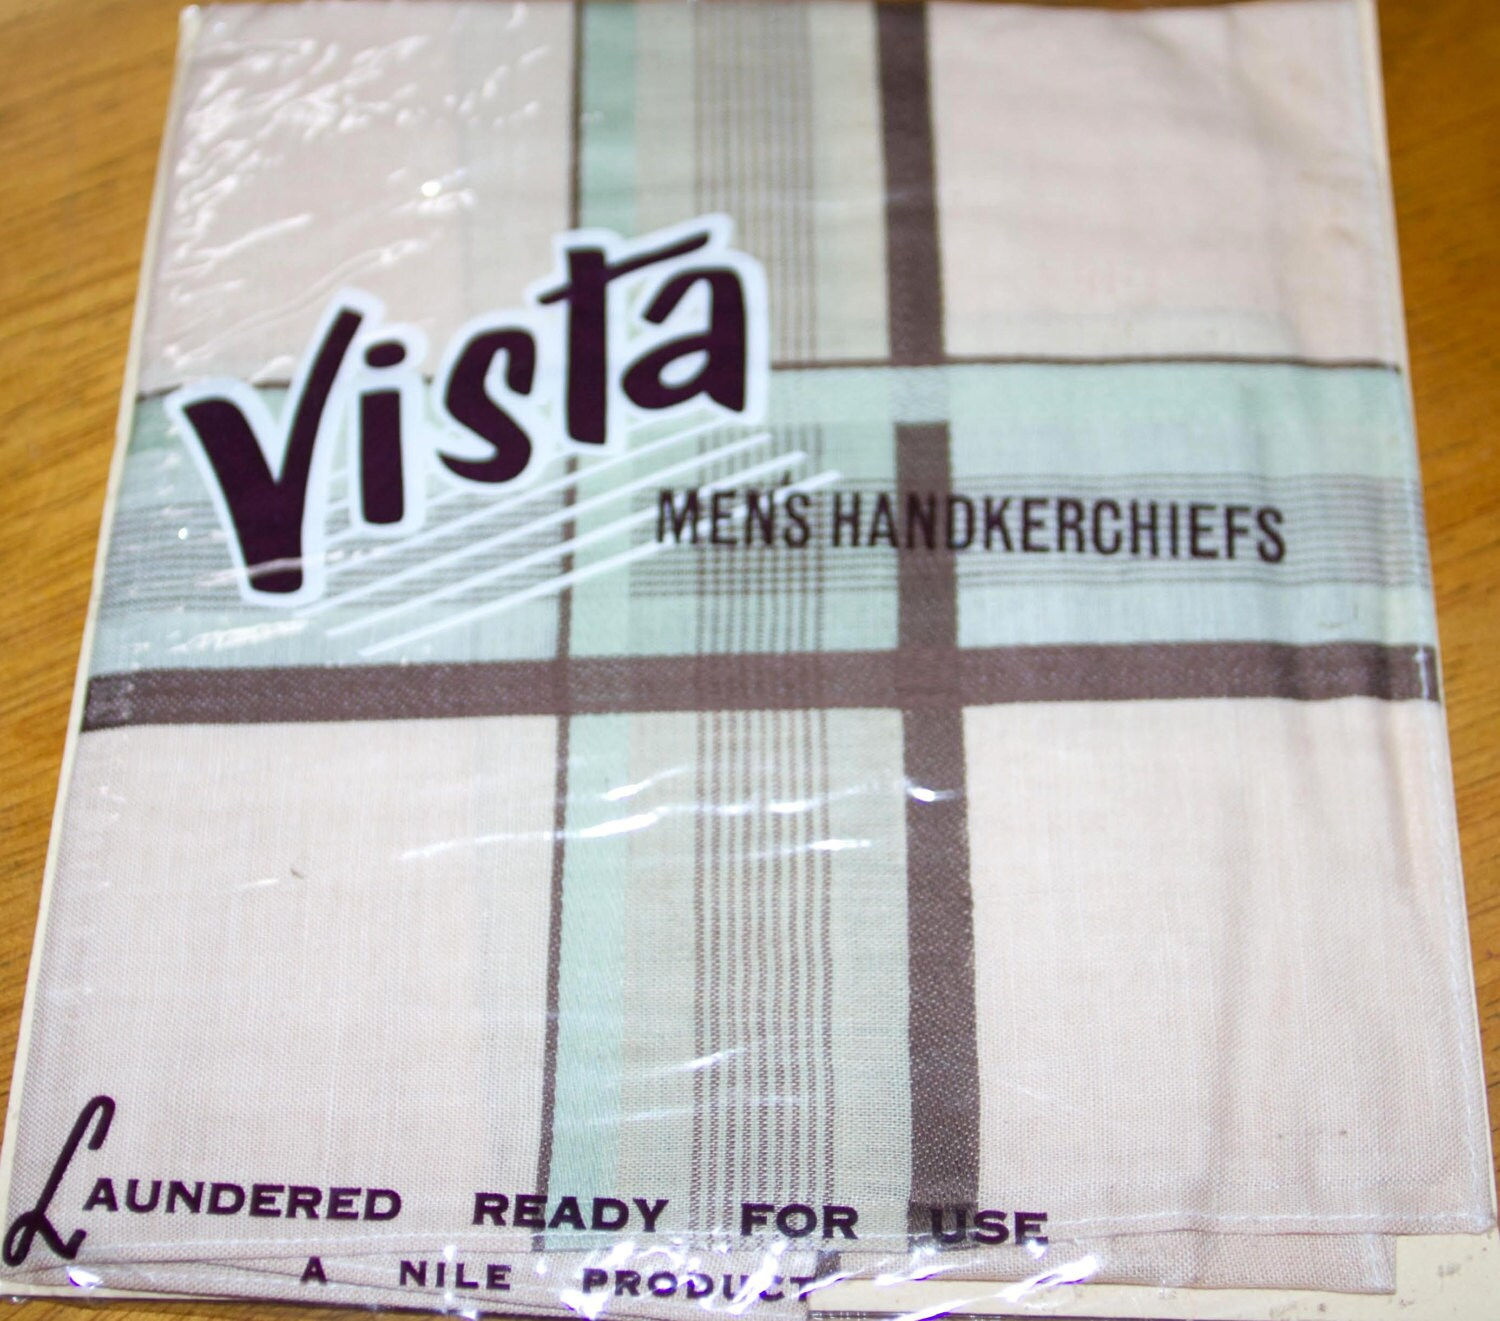 Vista
MEN'S HANDKERCHIEFS
LAUNDERED READY FOR USE
A NILE PRODUCT